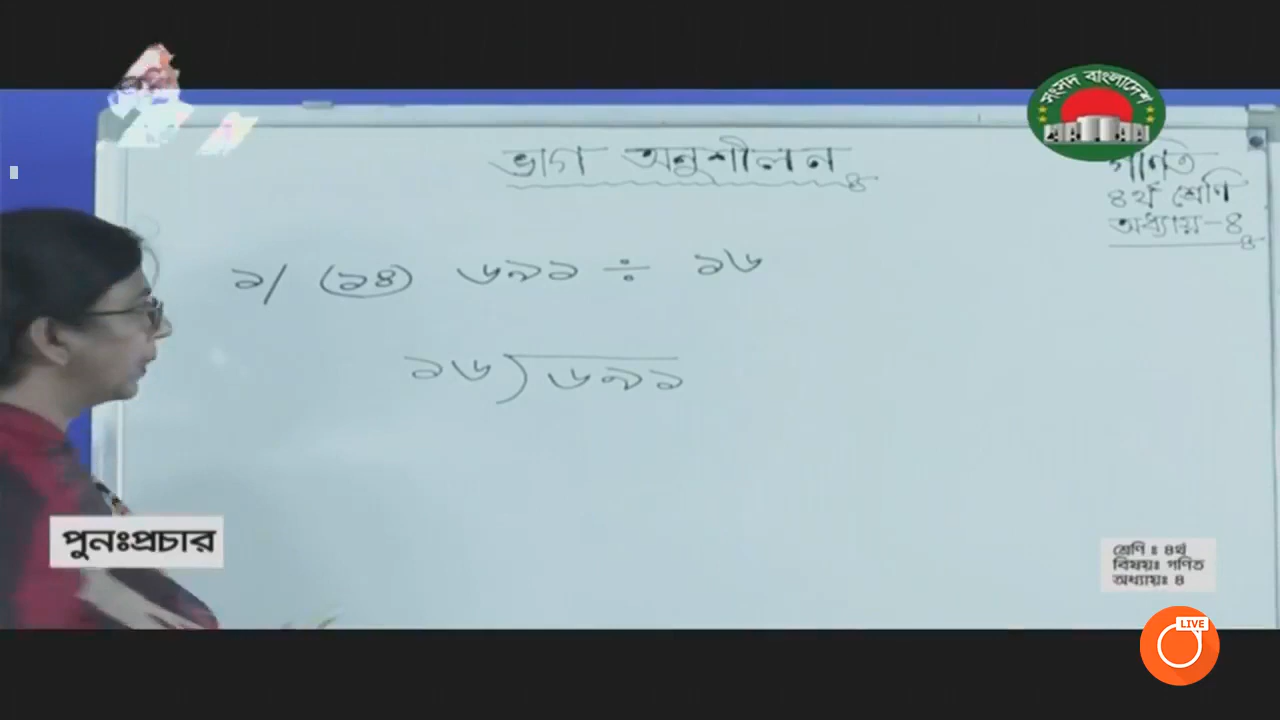 সংসদ বাংলাদেশ
ভাগ অনুশীলন
গণিত
৪র্থ শ্রেণি
অধ্যায়-৪
১/ (১৪) ৬৯১ ÷ ১৬
১৬)৬৯১
পুনঃপ্রচার
শ্রেণি ঃ ৪র্থ
বিষয়ঃ গণিত
অধ্যায়ঃ ৪
LIVE